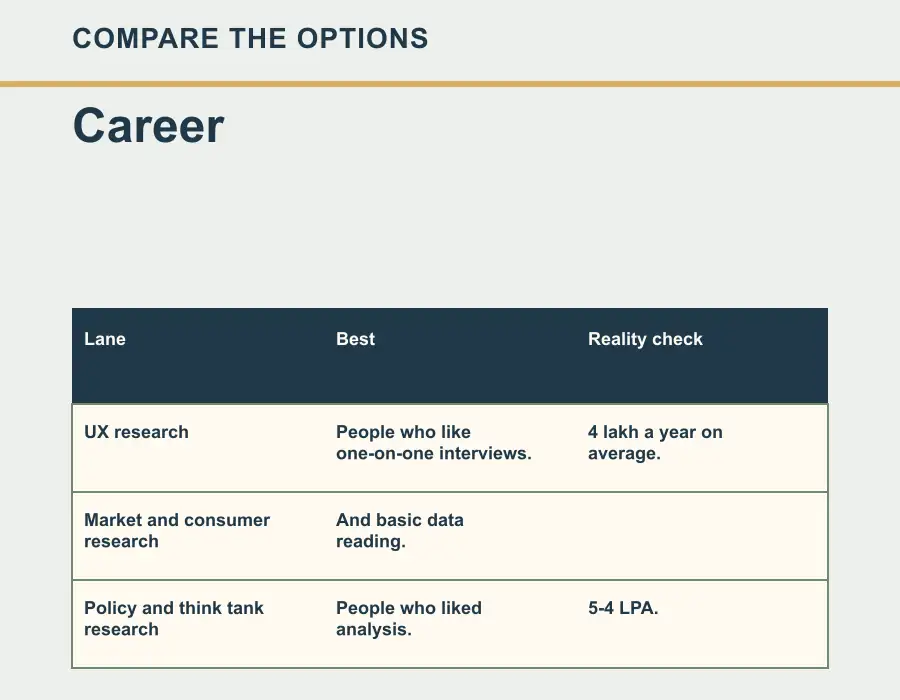 COMPARE THE OPTIONS
Career
Lane
Best
Reality check
UX research
People who like
one-on-one interviews.
4 lakh a year on
average.
Market and consumer
research
And basic data
reading.
Policy and think tank
research
People who liked
analysis.
5-4 LPA.